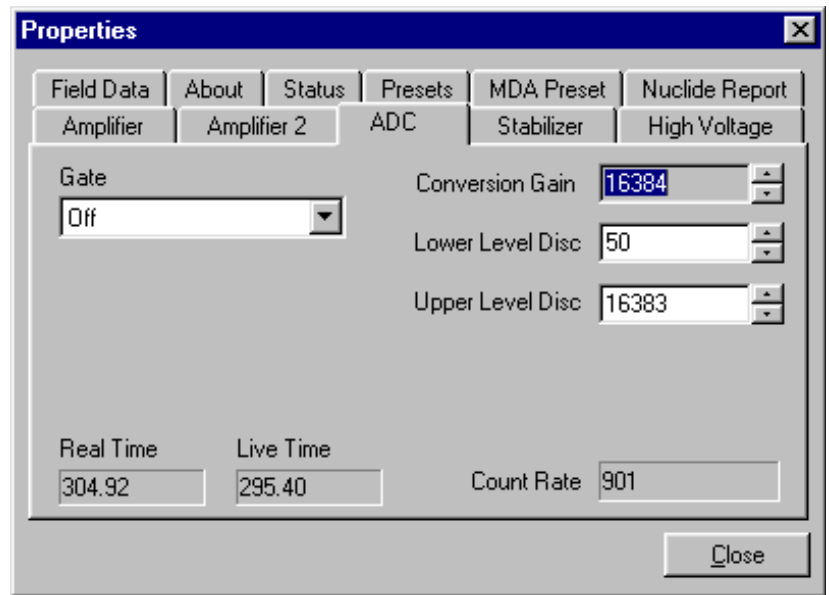 Properties
Field Data About Status Presets MDA Preset Nuclide Report
Amplifier Amplifier 2 ADC Stabilizer High Voltage
Gate
Off
Conversion Gain 16384
Lower Level Disc 50
Upper Level Disc 16383
Real Time Live Time
304.92 295.40
Count Rate 901
Close